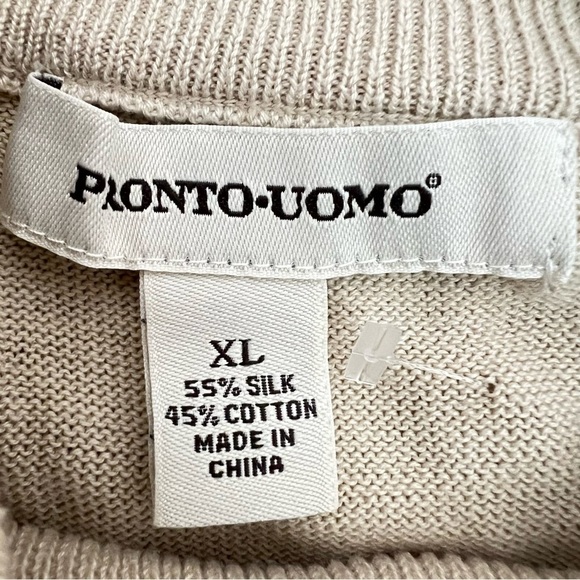 PRONTO•UOMO®
XL
55% SILK
45% COTTON
MADE IN
CHINA